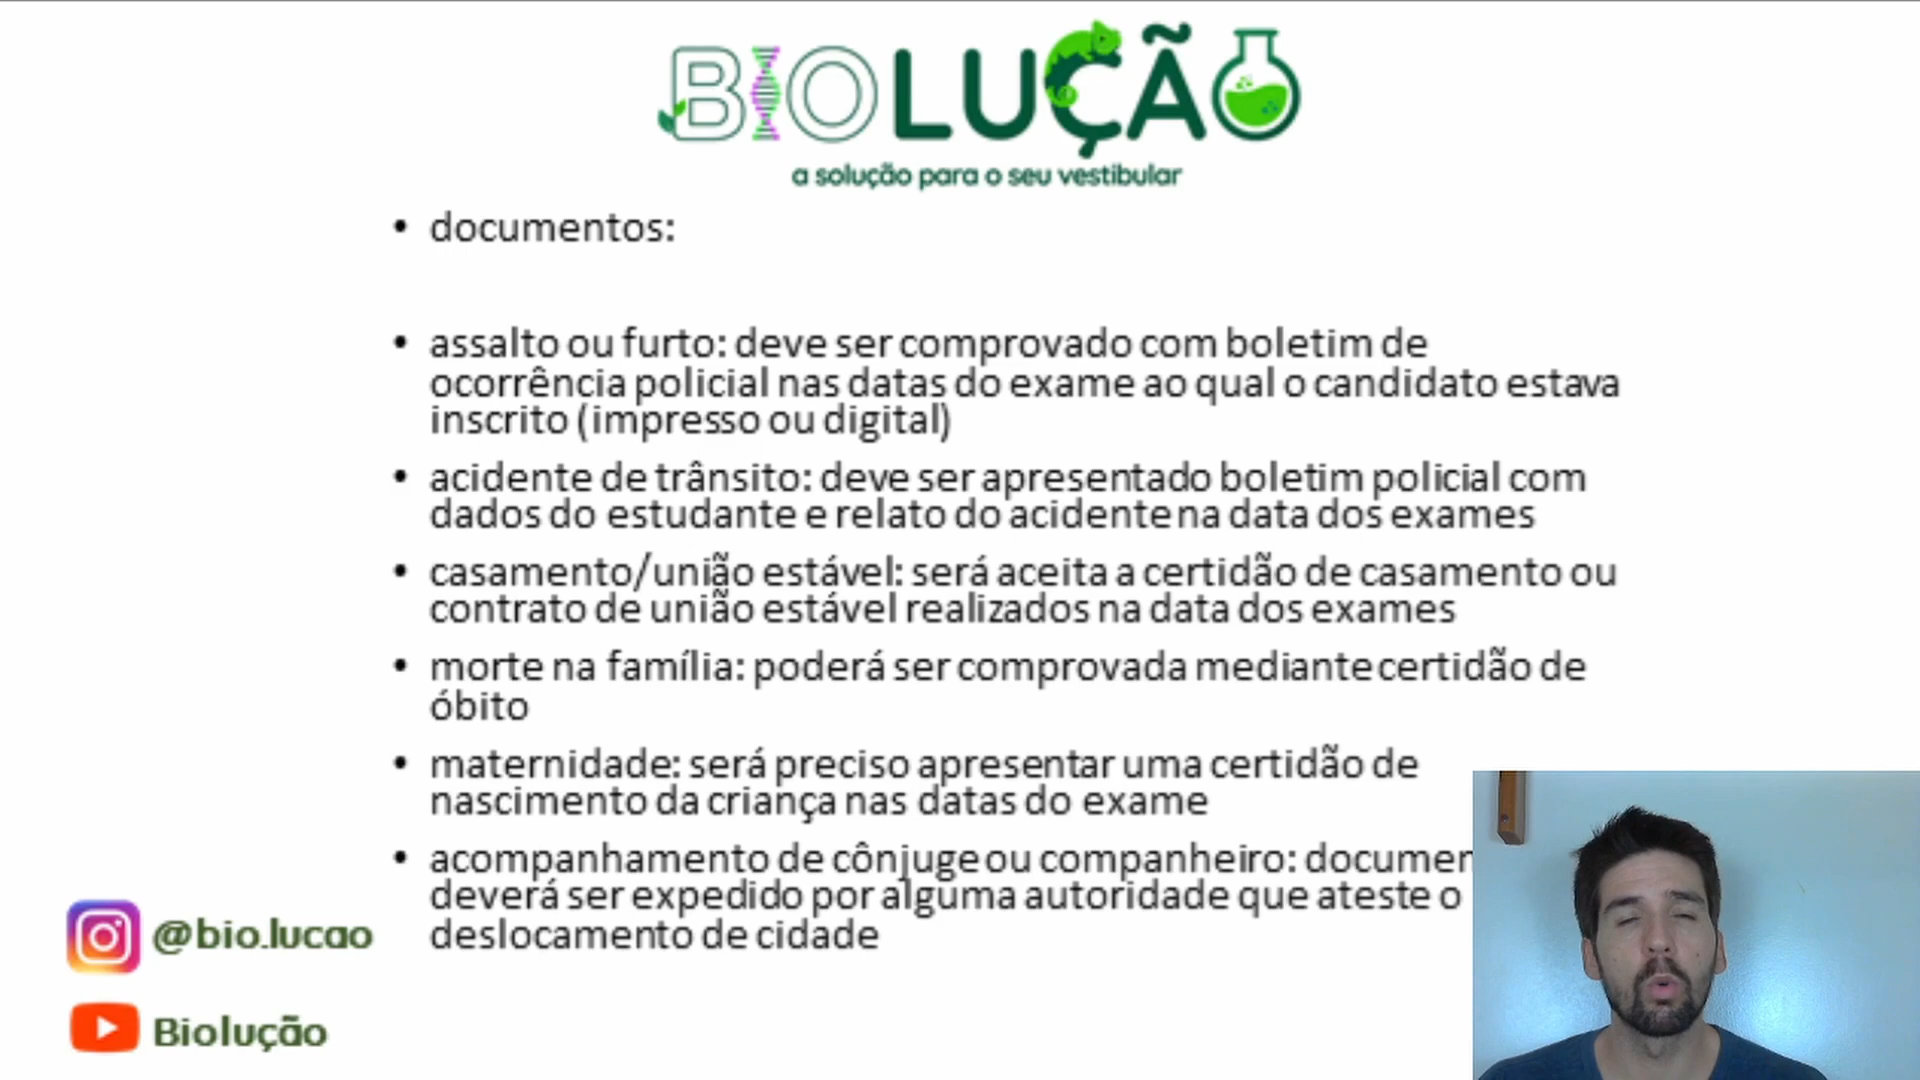 BIOLUÇÃO
a solução para o seu vestibular
• documentos:
• assalto ou furto: deve ser comprovado com boletim de
ocorrência policial nas datas do exame ao qual o candidato estava
inscrito (impresso ou digital)
• acidente de trânsito: deve ser apresentado boletim policial com
dados do estudante e relato do acidente na data dos exames
• casamento/união estável: será aceita a certidão de casamento ou
contrato de união estável realizados na data dos exames
• morte na família: poderá ser comprovada mediante certidão de
óbito
• maternidade: será preciso apresentar uma certidão de
nascimento da criança nas datas do exame
• acompanhamento de cônjuge ou companheiro:
deverá ser expedido por alguma autoridade que ateste o
deslocamento de cidade
@bio.lucao
Biolução